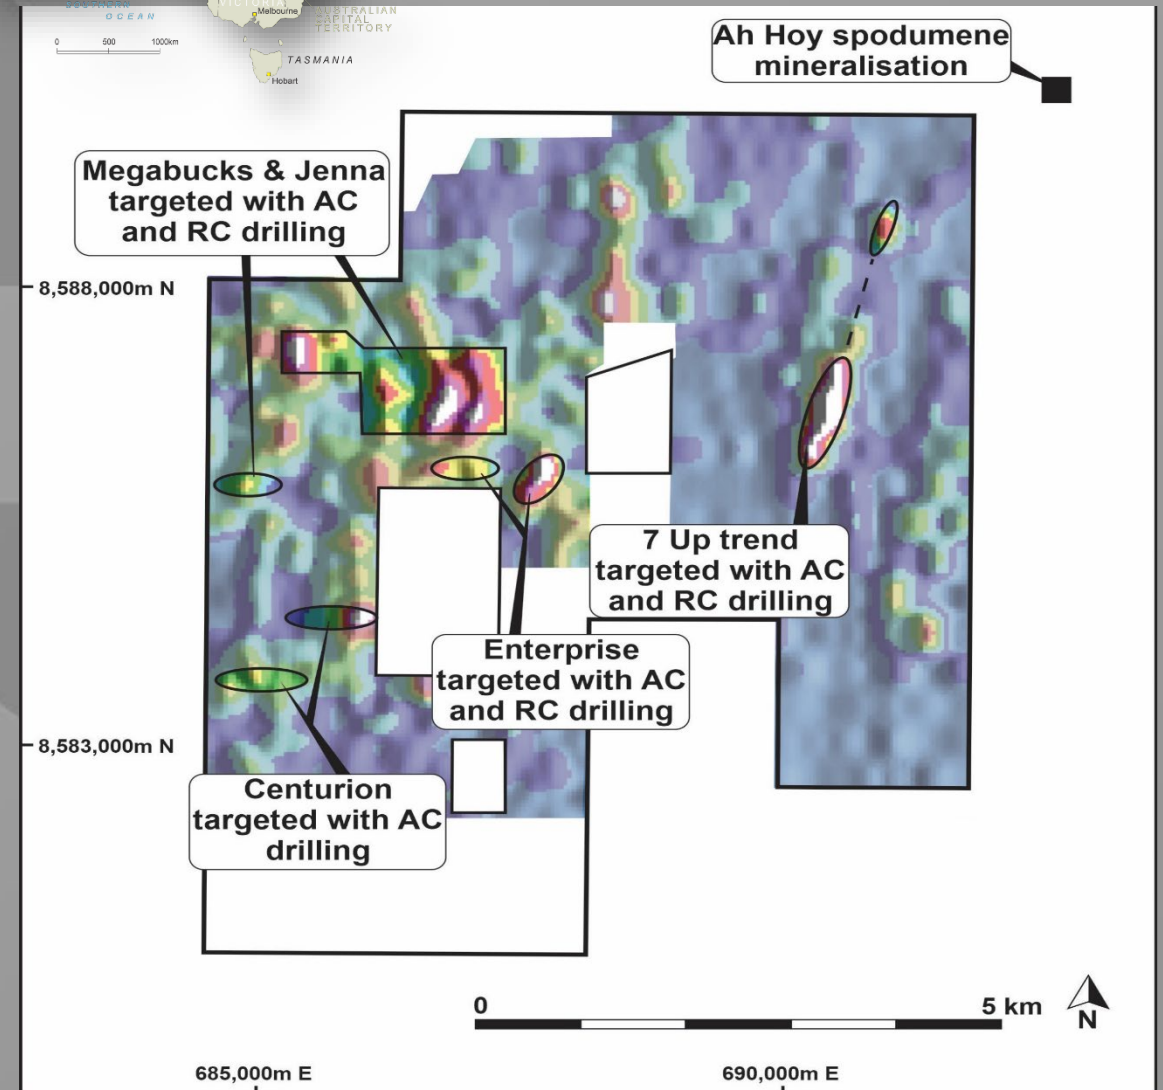 SOUTHERN
OCEAN
VICTORIA
Melbourne
AUSTRALIAN
CAPITAL
TERRITORY
0 500 1000km
TASMANIA
Hobart
Ah Hoy spodumene
mineralisation
Megabucks & Jenna
targeted with AC
and RC drilling
8,588,000m N
7 Up trend
targeted with AC
and RC drilling
Enterprise
targeted with AC
and RC drilling
8,583,000m N
Centurion
targeted with AC
drilling
0 5 km
N
685,000m E 690,000m E